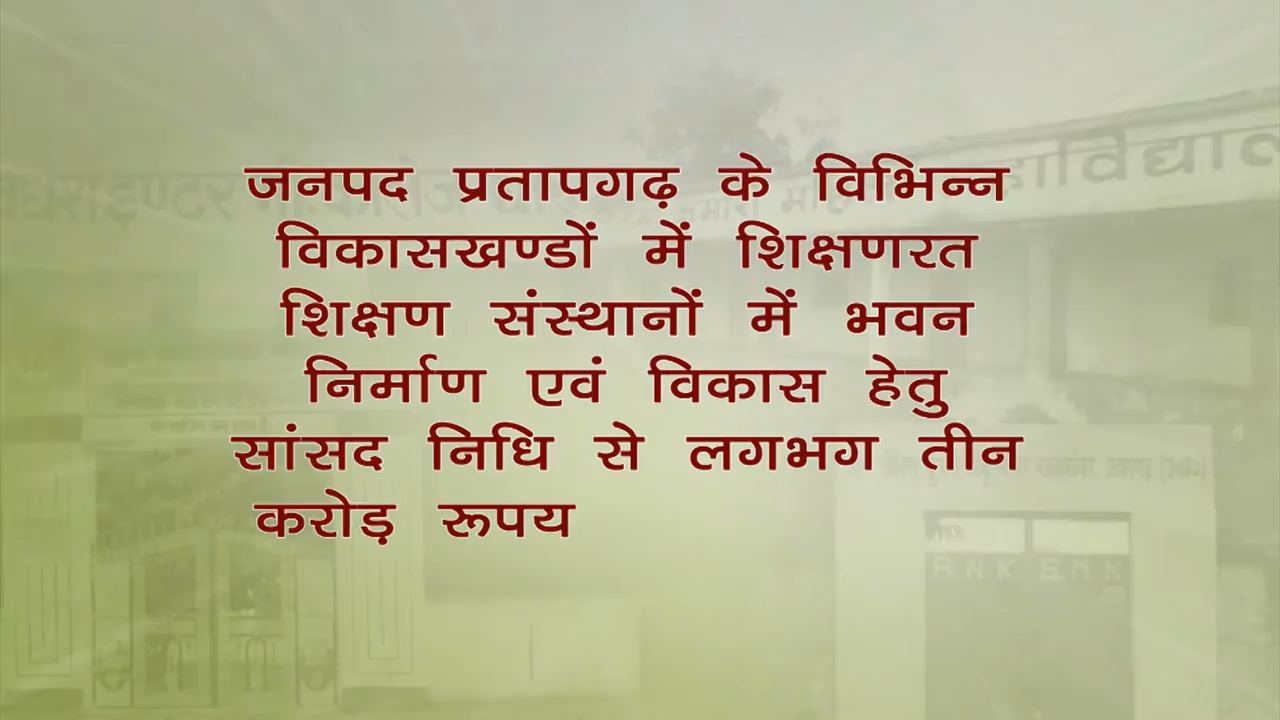 जनपद प्रतापगढ़ के विभिन्न
विकासखण्डों में शिक्षणरत
शिक्षण संस्थानों में भवन
निर्माण एवं विकास हेतु
सांसद निधि से लगभग तीन
करोड़ रूपय
R N K S M K